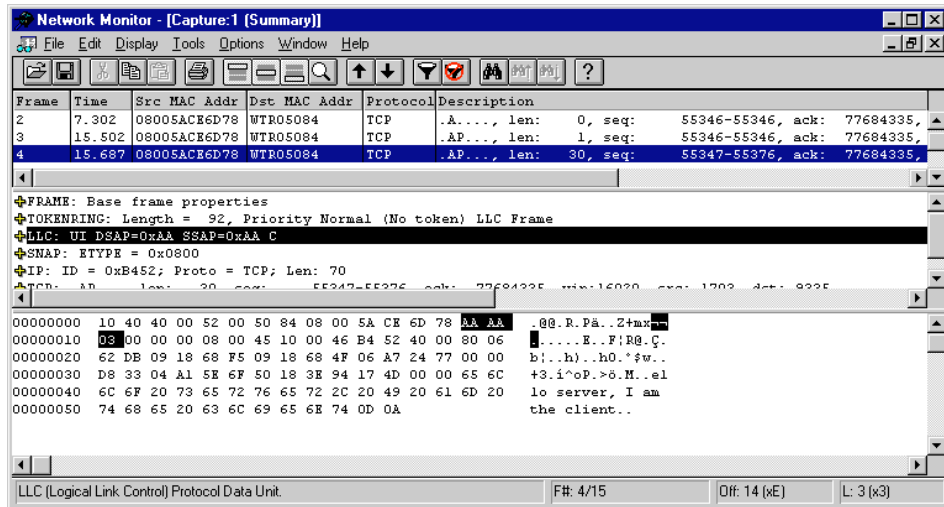 Network Monitor - [Capture:1 (Summary)]
File Edit Display Tools Options Window Help
Frame Time Src MAC Addr Dst MAC Addr Protocol Description
2 7.302 08005ACE6D78 WTR05084 TCP .A...., len: 0, seq: 55346-55346, ack: 77684335,
3 15.502 08005ACE6D78 WTR05084 TCP .AP..., len: 1, seq: 55346-55346, ack: 77684335,
4 15.687 08005ACE6D78 WTR05084 TCP .AP..., len: 30, seq: 55347-55376, ack: 77684335,
FRAME: Base frame properties
TOKENRING: Length = 92, Priority Normal (No token) LLC Frame
LLC: UI DSAP=0xAA SSAP=0xAA C
SNAP: ETYPE = 0x0800
IP: ID = 0xB452; Proto = TCP; Len: 70
00000000 10 40 40 00 52 00 50 84 08 00 5A CE 6D 78 AA AA .@@.R.Pä..Z+mx¬¬
00000010 03 00 00 00 08 00 45 10 00 46 B4 52 40 00 80 06 ......E..F¦R@.Ç.
00000020 62 DB 09 18 68 F5 09 18 68 4F 06 A7 24 77 00 00 b¦..h)..hO.°$w..
00000030 D8 33 04 A1 5E 6F 50 18 3E 94 17 4D 00 00 65 6C +3.í^oP.>ö.M..el
00000040 6C 6F 20 73 65 72 76 65 72 2C 20 49 20 61 6D 20 lo server, I am
00000050 74 68 65 20 63 6C 69 65 6E 74 0D 0A the client..
LLC (Logical Link Control) Protocol Data Unit. F#: 4/15 Off: 14 (xE) L: 3 (x3)